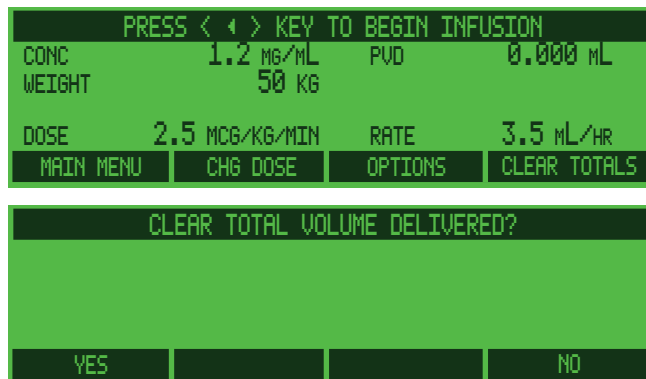 PRESS < ◀ > KEY TO BEGIN INFUSION
CONC 1.2 MG/ML PVD 0.000 ML
WEIGHT 50 KG
DOSE 2.5 MCG/KG/MIN RATE 3.5 ML/HR
MAIN MENU CHG DOSE OPTIONS CLEAR TOTALS
CLEAR TOTAL VOLUME DELIVERED?
YES NO